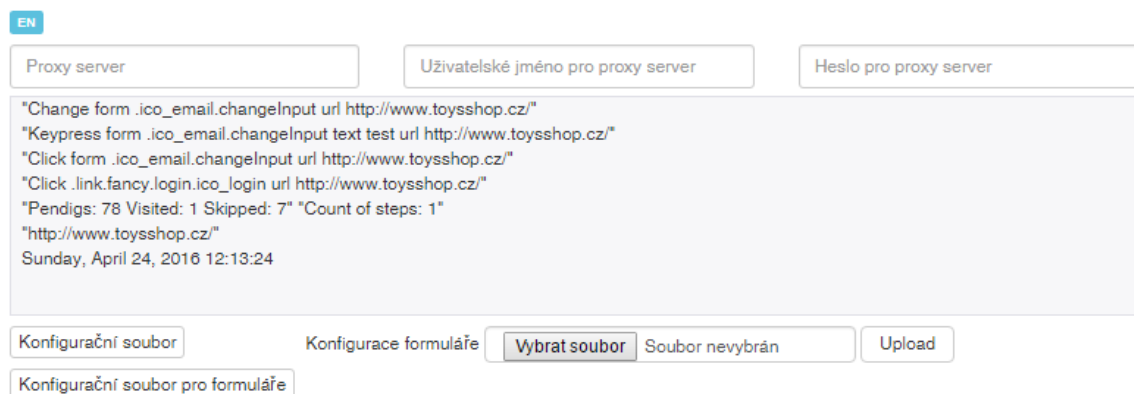 EN
Proxy server Uživatelské jméno pro proxy server Heslo pro proxy server
"Change form .ico_email.changeInput url http://www.toysshop.cz/"
"Keypress form .ico_email.changeInput text test url http://www.toysshop.cz/"
"Click form .ico_email.changeInput url http://www.toysshop.cz/"
"Click .link.fancy.login.ico_login url http://www.toysshop.cz/"
"Pendigs: 78 Visited: 1 Skipped: 7" "Count of steps: 1"
"http://www.toysshop.cz/"
Sunday, April 24, 2016 12:13:24
Konfigurační soubor Konfigurace formuláře Vybrat soubor Soubor nevybrán Upload
Konfigurační soubor pro formuláře